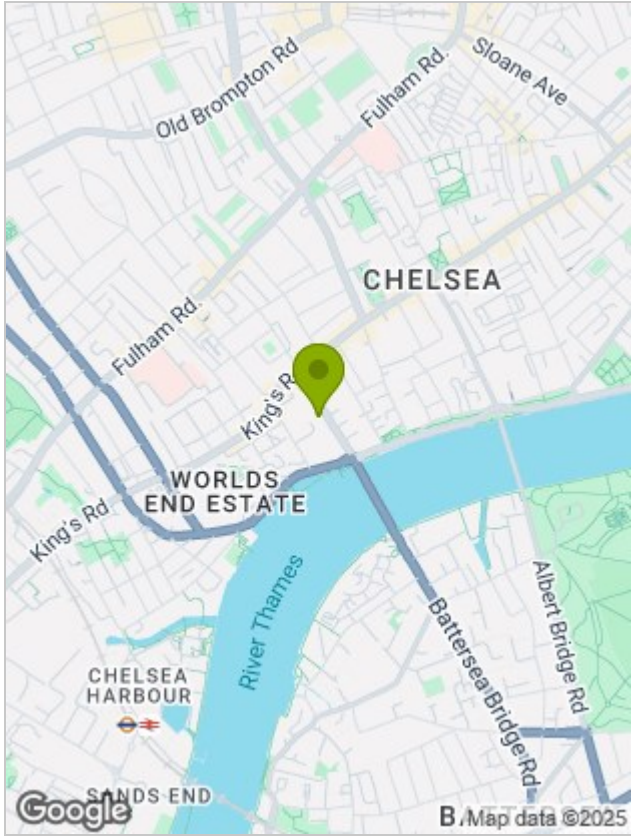 Old Brompton Rd
Fulham Rd.
Sloane Ave
CHELSEA
Fulham Rd.
King's R
WORLDS
END ESTATE
King's Rd
River Thames
Albert Bridge Rd
Battersea Bridge Rd
CHELSEA
HARBOUR
SANDS END
Google
Map data ©2025